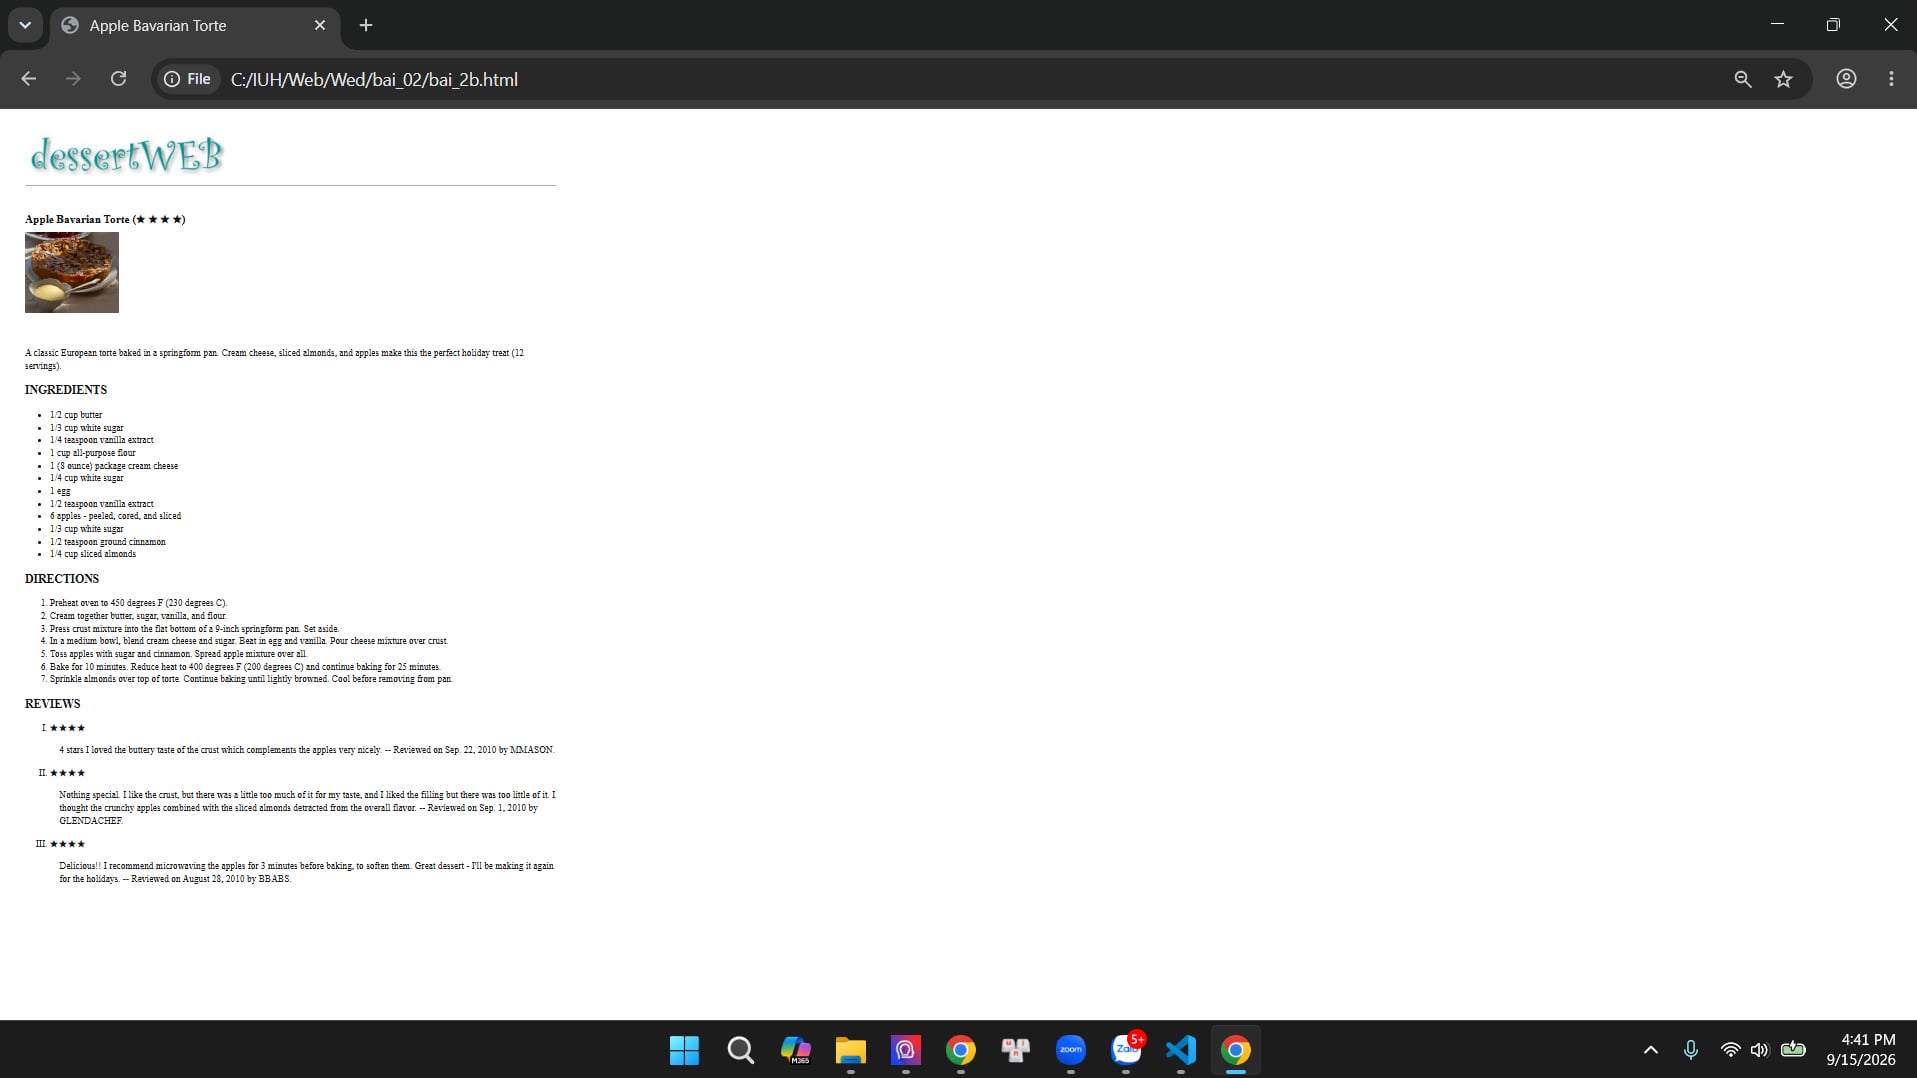 Apple Bavarian Torte
File
C:/IUH/Web/Wed/bai_02/bai_2b.html
dessertWEB
Apple Bavarian Torte (★ ★ ★ ★)
A classic European torte baked in a springform pan. Cream cheese, sliced almonds, and apples make this the perfect holiday treat (12
servings).
INGREDIENTS
• 1/2 cup butter
• 1/3 cup white sugar
• 1/4 teaspoon vanilla extract
• 1 cup all-purpose flour
• 1 (8 ounce) package cream cheese
• 1/4 cup white sugar
• 1 egg
• 1/2 teaspoon vanilla extract
• 6 apples - peeled, cored, and sliced
• 1/3 cup white sugar
• 1/2 teaspoon ground cinnamon
• 1/4 cup sliced almonds
DIRECTIONS
1. Preheat oven to 450 degrees F (230 degrees C).
2. Cream together butter, sugar, vanilla, and flour.
3. Press crust mixture into the flat bottom of a 9-inch springform pan. Set aside.
4. In a medium bowl, blend cream cheese and sugar. Beat in egg and vanilla. Pour cheese mixture over crust.
5. Toss apples with sugar and cinnamon. Spread apple mixture over all.
6. Bake for 10 minutes. Reduce heat to 400 degrees F (200 degrees C) and continue baking for 25 minutes.
7. Sprinkle almonds over top of torte. Continue baking until lightly browned. Cool before removing from pan.
REVIEWS
I. ★★★★
4 stars I loved the buttery taste of the crust which complements the apples very nicely. -- Reviewed on Sep. 22, 2010 by MMASON.
II. ★★★★
Nothing special. I like the crust, but there was a little too much of it for my taste, and I liked the filling but there was too little of it. I
thought the crunchy apples combined with the sliced almonds detracted from the overall flavor. -- Reviewed on Sep. 1, 2010 by
GLENDACHEF.
III. ★★★★
Delicious!! I recommend microwaving the apples for 3 minutes before baking, to soften them. Great dessert - I'll be making it again
for the holidays. -- Reviewed on August 28, 2010 by BBABS.
M365
zoom
Zalo
5+
4:41 PM
9/15/2026